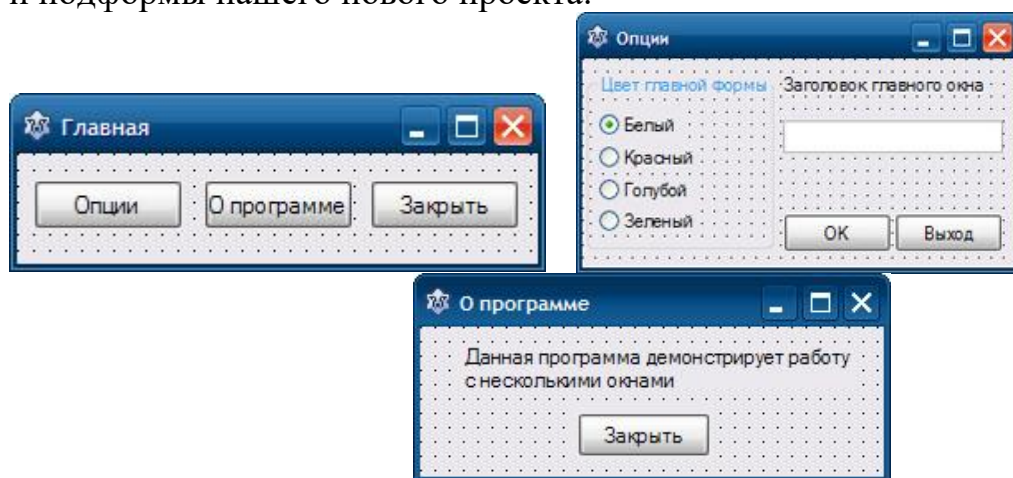 и подформы нашего нового проекта.
Опции
Цвет главной формы
Заголовок главного окна
Белый
Красный
Голубой
Зеленый
OK
Выход
Главная
Опции
О программе
Закрыть
О программе
Данная программа демонстрирует работу
с несколькими окнами
Закрыть